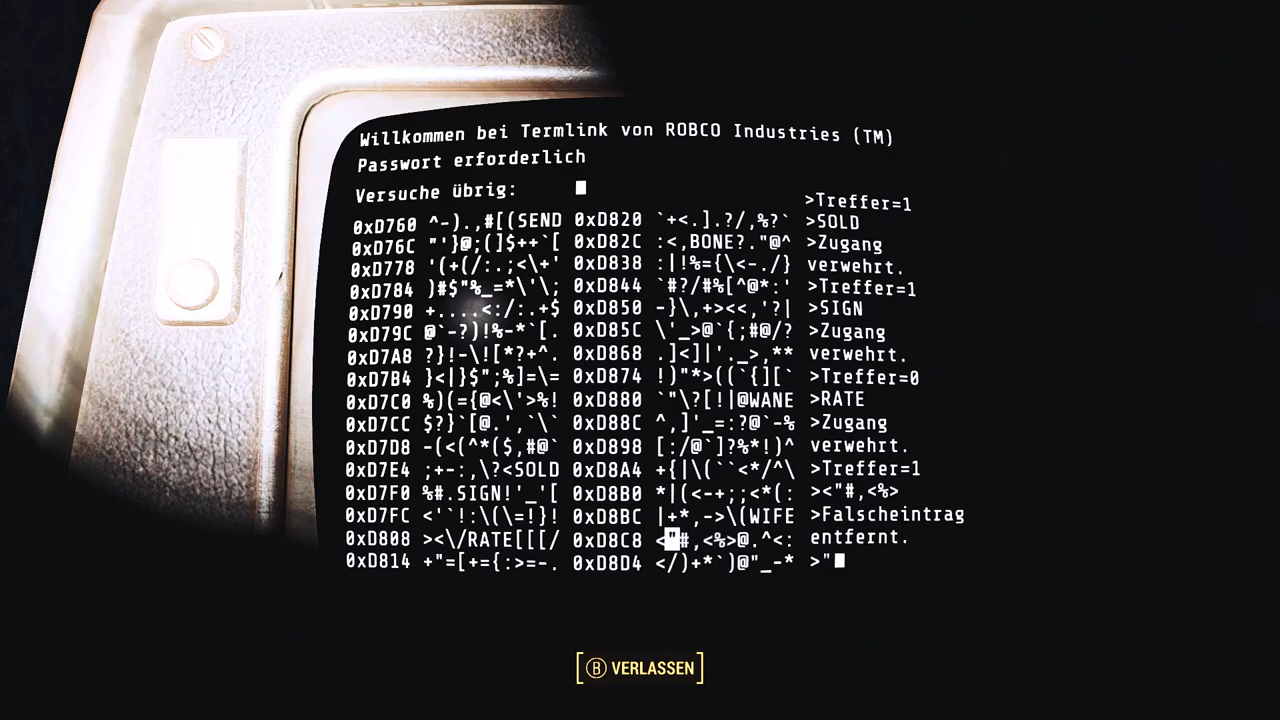 Willkommen bei Termlink von ROBCO Industries (TM)
Passwort erforderlich
Versuche übrig: █
>Treffer=1
0xD760 ^-).,#[(SEND 0xD820 `+<.].?/,%?` >SOLD
0xD76C "'}@;(]$++`[ 0xD82C :<,BONE?."@^ >Zugang
0xD778 '(+(/:.;<\+' 0xD838 :|!%={\<-./} verwehrt.
0xD784 )#$"%_=*\'\; 0xD844 `#?/#%[^@*:' >Treffer=1
0xD790 +....<:/:.+$ 0xD850 -}\,+><<,'?| >SIGN
0xD79C @`-?)!%-*`[. 0xD85C \'_>@`{;#@/? >Zugang
0xD7A8 ?}!-\![*?+^. 0xD868 .]<]|'._>,** verwehrt.
0xD7B4 }<|}$";%]=\= 0xD874 !)"*>((`{][` >Treffer=0
0xD7C0 %)(={@<\'>%! 0xD880 `"\?[!|@WANE >RATE
0xD7CC $?}`[@.',`\` 0xD88C ^,]'_=:?@`-% >Zugang
0xD7D8 -(<(^*($,#@` 0xD898 [:/@`]?%*!)^ verwehrt.
0xD7E4 ;+-:,\?<SOLD 0xD8A4 +{|\(``<*/^\ >Treffer=1
0xD7F0 %#.SIGN!'_'[ 0xD8B0 *|(<-+;;<*(: ><"#,<%>
0xD7FC <'`!:\(\=!}! 0xD8BC |+*,->\(WIFE >Falscheintrag
0xD808 ><\/RATE[[[/ 0xD8C8 <"#,<%>@.^<: entfernt.
0xD814 +"=[+={:>=-. 0xD8D4 </)+*`)@"_-* >"█
[Ⓑ VERLASSEN]